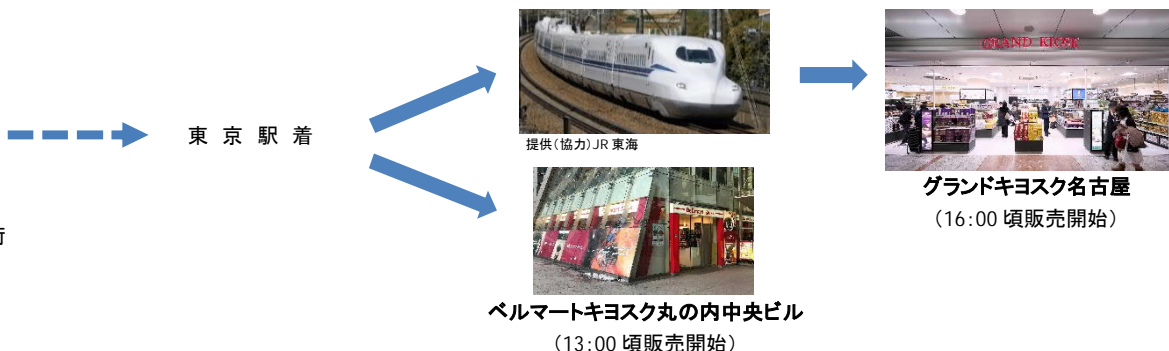 GRAND KIOSK
東京駅着
提供（協力）JR東海
グランドキヨスク名古屋
（16:00 頃販売開始）
ベルマートキヨスク丸の内中央ビル
（13:00 頃販売開始）